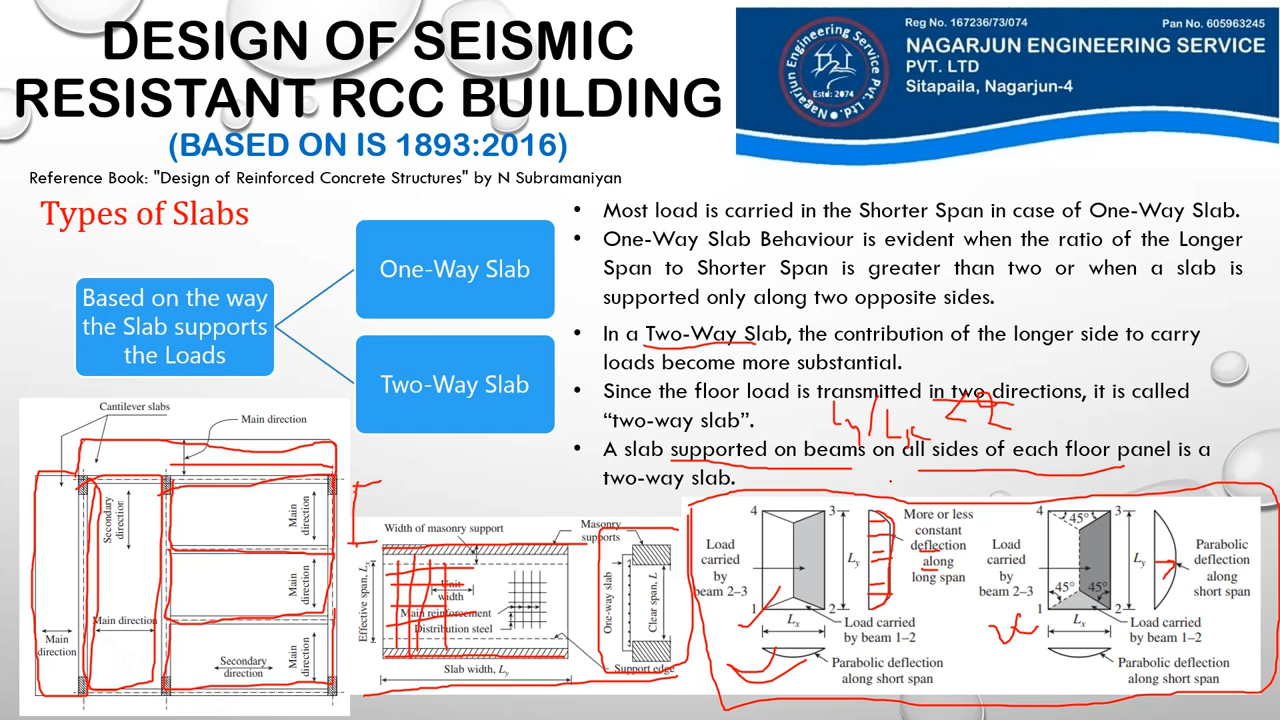 DESIGN OF SEISMIC
RESISTANT RCC BUILDING
(BASED ON IS 1893:2016)
Reference Book: "Design of Reinforced Concrete Structures" by N Subramaniyan
Reg No. 167236/73/074
Pan No. 605963245
NAGARJUN ENGINEERING SERVICE
PVT. LTD
Sitapaila, Nagarjun-4
Nagarjun Engineering Service Pvt. Ltd.
Estd: 2074
Types of Slabs
Based on the way
the Slab supports
the Loads
One-Way Slab
Two-Way Slab
• Most load is carried in the Shorter Span in case of One-Way Slab.
• One-Way Slab Behaviour is evident when the ratio of the Longer
Span to Shorter Span is greater than two or when a slab is
supported only along two opposite sides.
• In a Two-Way Slab, the contribution of the longer side to carry
loads become more substantial.
• Since the floor load is transmitted in two directions, it is called
“two-way slab”.
• A slab supported on beams on all sides of each floor panel is a
two-way slab.
Ly/Lx
Cantilever slabs
Main direction
Secondary
direction
Main
direction
Main
direction
Main direction
Main
direction
Secondary
direction
Main
direction
Width of masonry support
Masonry
supports
Effective span, Lx
Unit
width
Main reinforcement
Distribution steel
Slab width, Ly
One-way slab
Clear span, L
Support edge
4
3
1
2
Load
carried
by
beam 2–3
Ly
Lx
More or less
constant
deflection
along
long span
Load carried
by beam 1–2
Parabolic deflection
along short span
4
3
1
2
45°
45°
45°
Load
carried
by
beam 2–3
Ly
Lx
Parabolic
deflection
along
short span
Load carried
by beam 1–2
Parabolic deflection
along short span